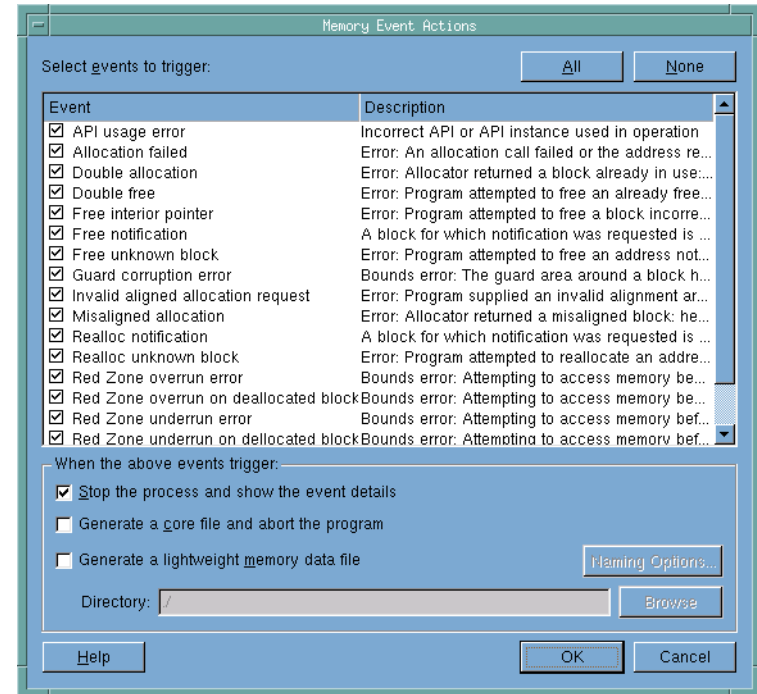 Memory Event Actions
Select events to trigger: All None
Event Description
API usage error Incorrect API or API instance used in operation
Allocation failed Error: An allocation call failed or the address re...
Double allocation Error: Allocator returned a block already in use:...
Double free Error: Program attempted to free an already free...
Free interior pointer Error: Program attempted to free a block incorre...
Free notification A block for which notification was requested is ...
Free unknown block Error: Program attempted to free an address not...
Guard corruption error Bounds error: The guard area around a block h...
Invalid aligned allocation request Error: Program supplied an invalid alignment ar...
Misaligned allocation Error: Allocator returned a misaligned block: he...
Realloc notification A block for which notification was requested is ...
Realloc unknown block Error: Program attempted to reallocate an addre...
Red Zone overrun error Bounds error: Attempting to access memory be...
Red Zone overrun on deallocated block Bounds error: Attempting to access memory be...
Red Zone underrun error Bounds error: Attempting to access memory bef...
Red Zone underrun on dellocated block Bounds error: Attempting to access memory bef...
When the above events trigger:
Stop the process and show the event details
Generate a core file and abort the program
Generate a lightweight memory data file Naming Options...
Directory: ./ Browse
Help OK Cancel